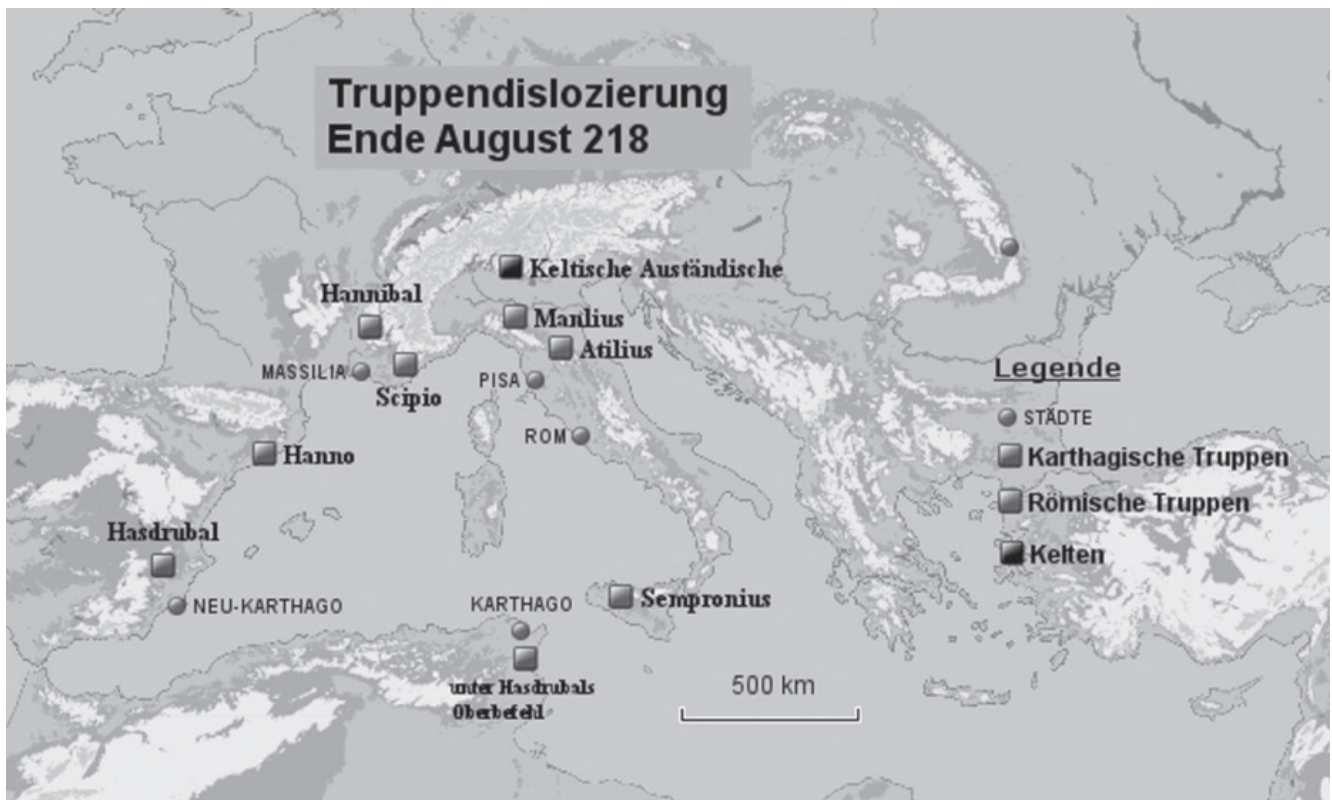 Truppendislozierung
Ende August 218
Keltische Auständische
Hannibal
Manlius
Atilius
MASSILIA
Scipio
PISA
ROM
Hanno
Hasdrubal
NEU-KARTHAGO
KARTHAGO
Sempronius
unter Hasdrubals
Oberbefehl
500 km
Legende
STÄDTE
Karthagische Truppen
Römische Truppen
Kelten